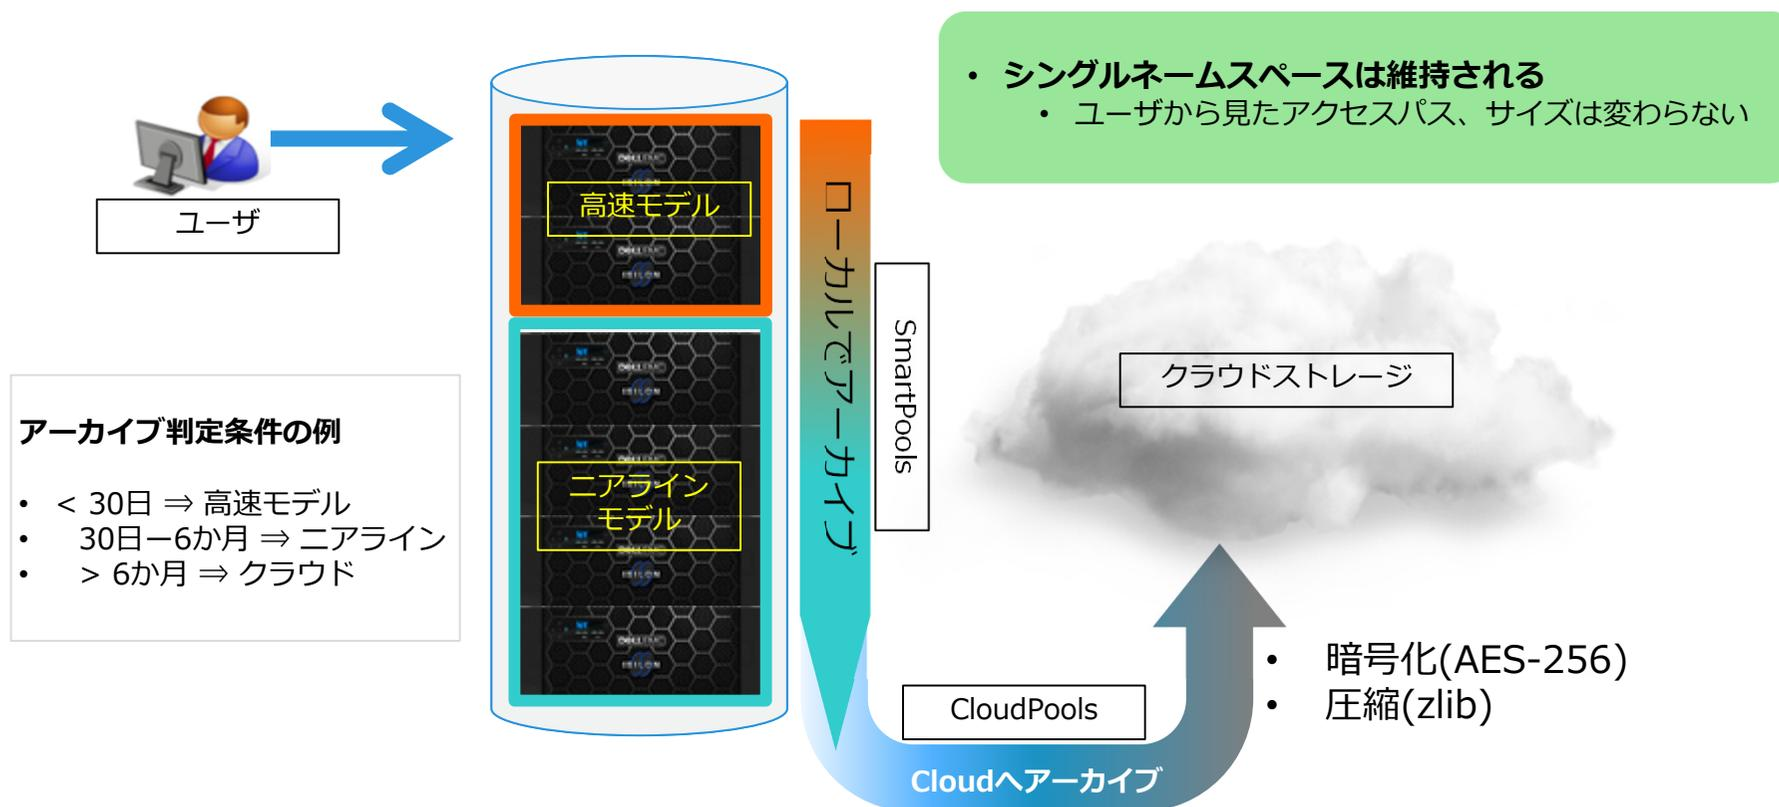 • シングルネームスペースは維持される
• ユーザから見たアクセスパス、サイズは変わらない
ユーザ
高速モデル
ローカルでアーカイブ
SmartPools
クラウドストレージ
アーカイブ判定条件の例
• < 30日 ⇒ 高速モデル
• 30日ー6か月 ⇒ ニアライン
• > 6か月 ⇒ クラウド
ニアライン
モデル
• 暗号化(AES-256)
• 圧縮(zlib)
CloudPools
Cloudへアーカイブ
DELLEMC
ISILON